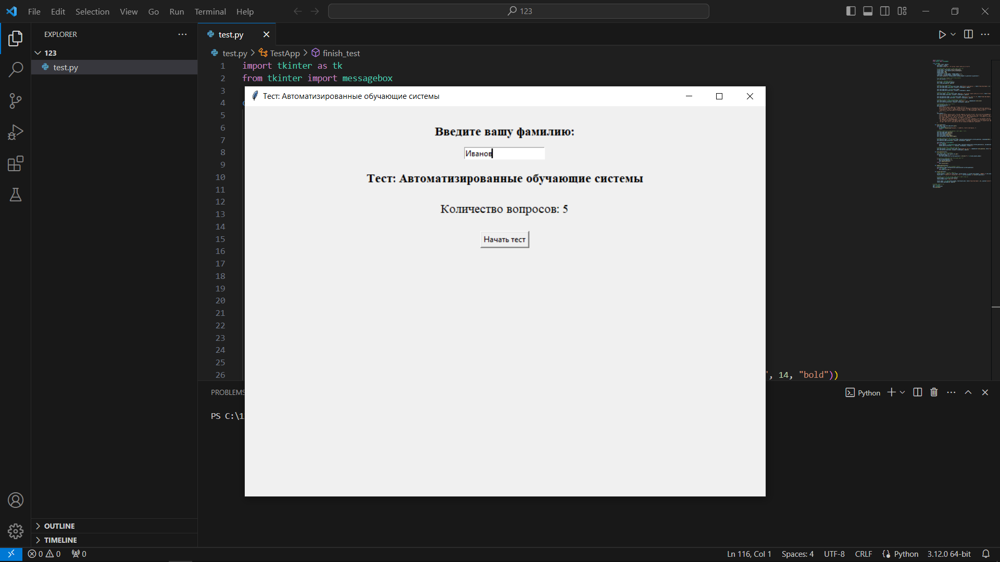 File Edit Selection View Go Run Terminal Help
123
EXPLORER
123
test.py
OUTLINE
TIMELINE
test.py
test.py > TestApp > finish_test
1 import tkinter as tk
2 from tkinter import messagebox
3
4
5
6
7
8
9
10
11
12
13
14
15
16
17
18
19
20
21
22
23
24
25
26 ", 14, "bold"))
Тест: Автоматизированные обучающие системы
Введите вашу фамилию:
Иванов
Тест: Автоматизированные обучающие системы
Количество вопросов: 5
Начать тест
PROBLEMS
Python
PS C:\1
0 0 0
Ln 116, Col 1 Spaces: 4 UTF-8 CRLF Python 3.12.0 64-bit